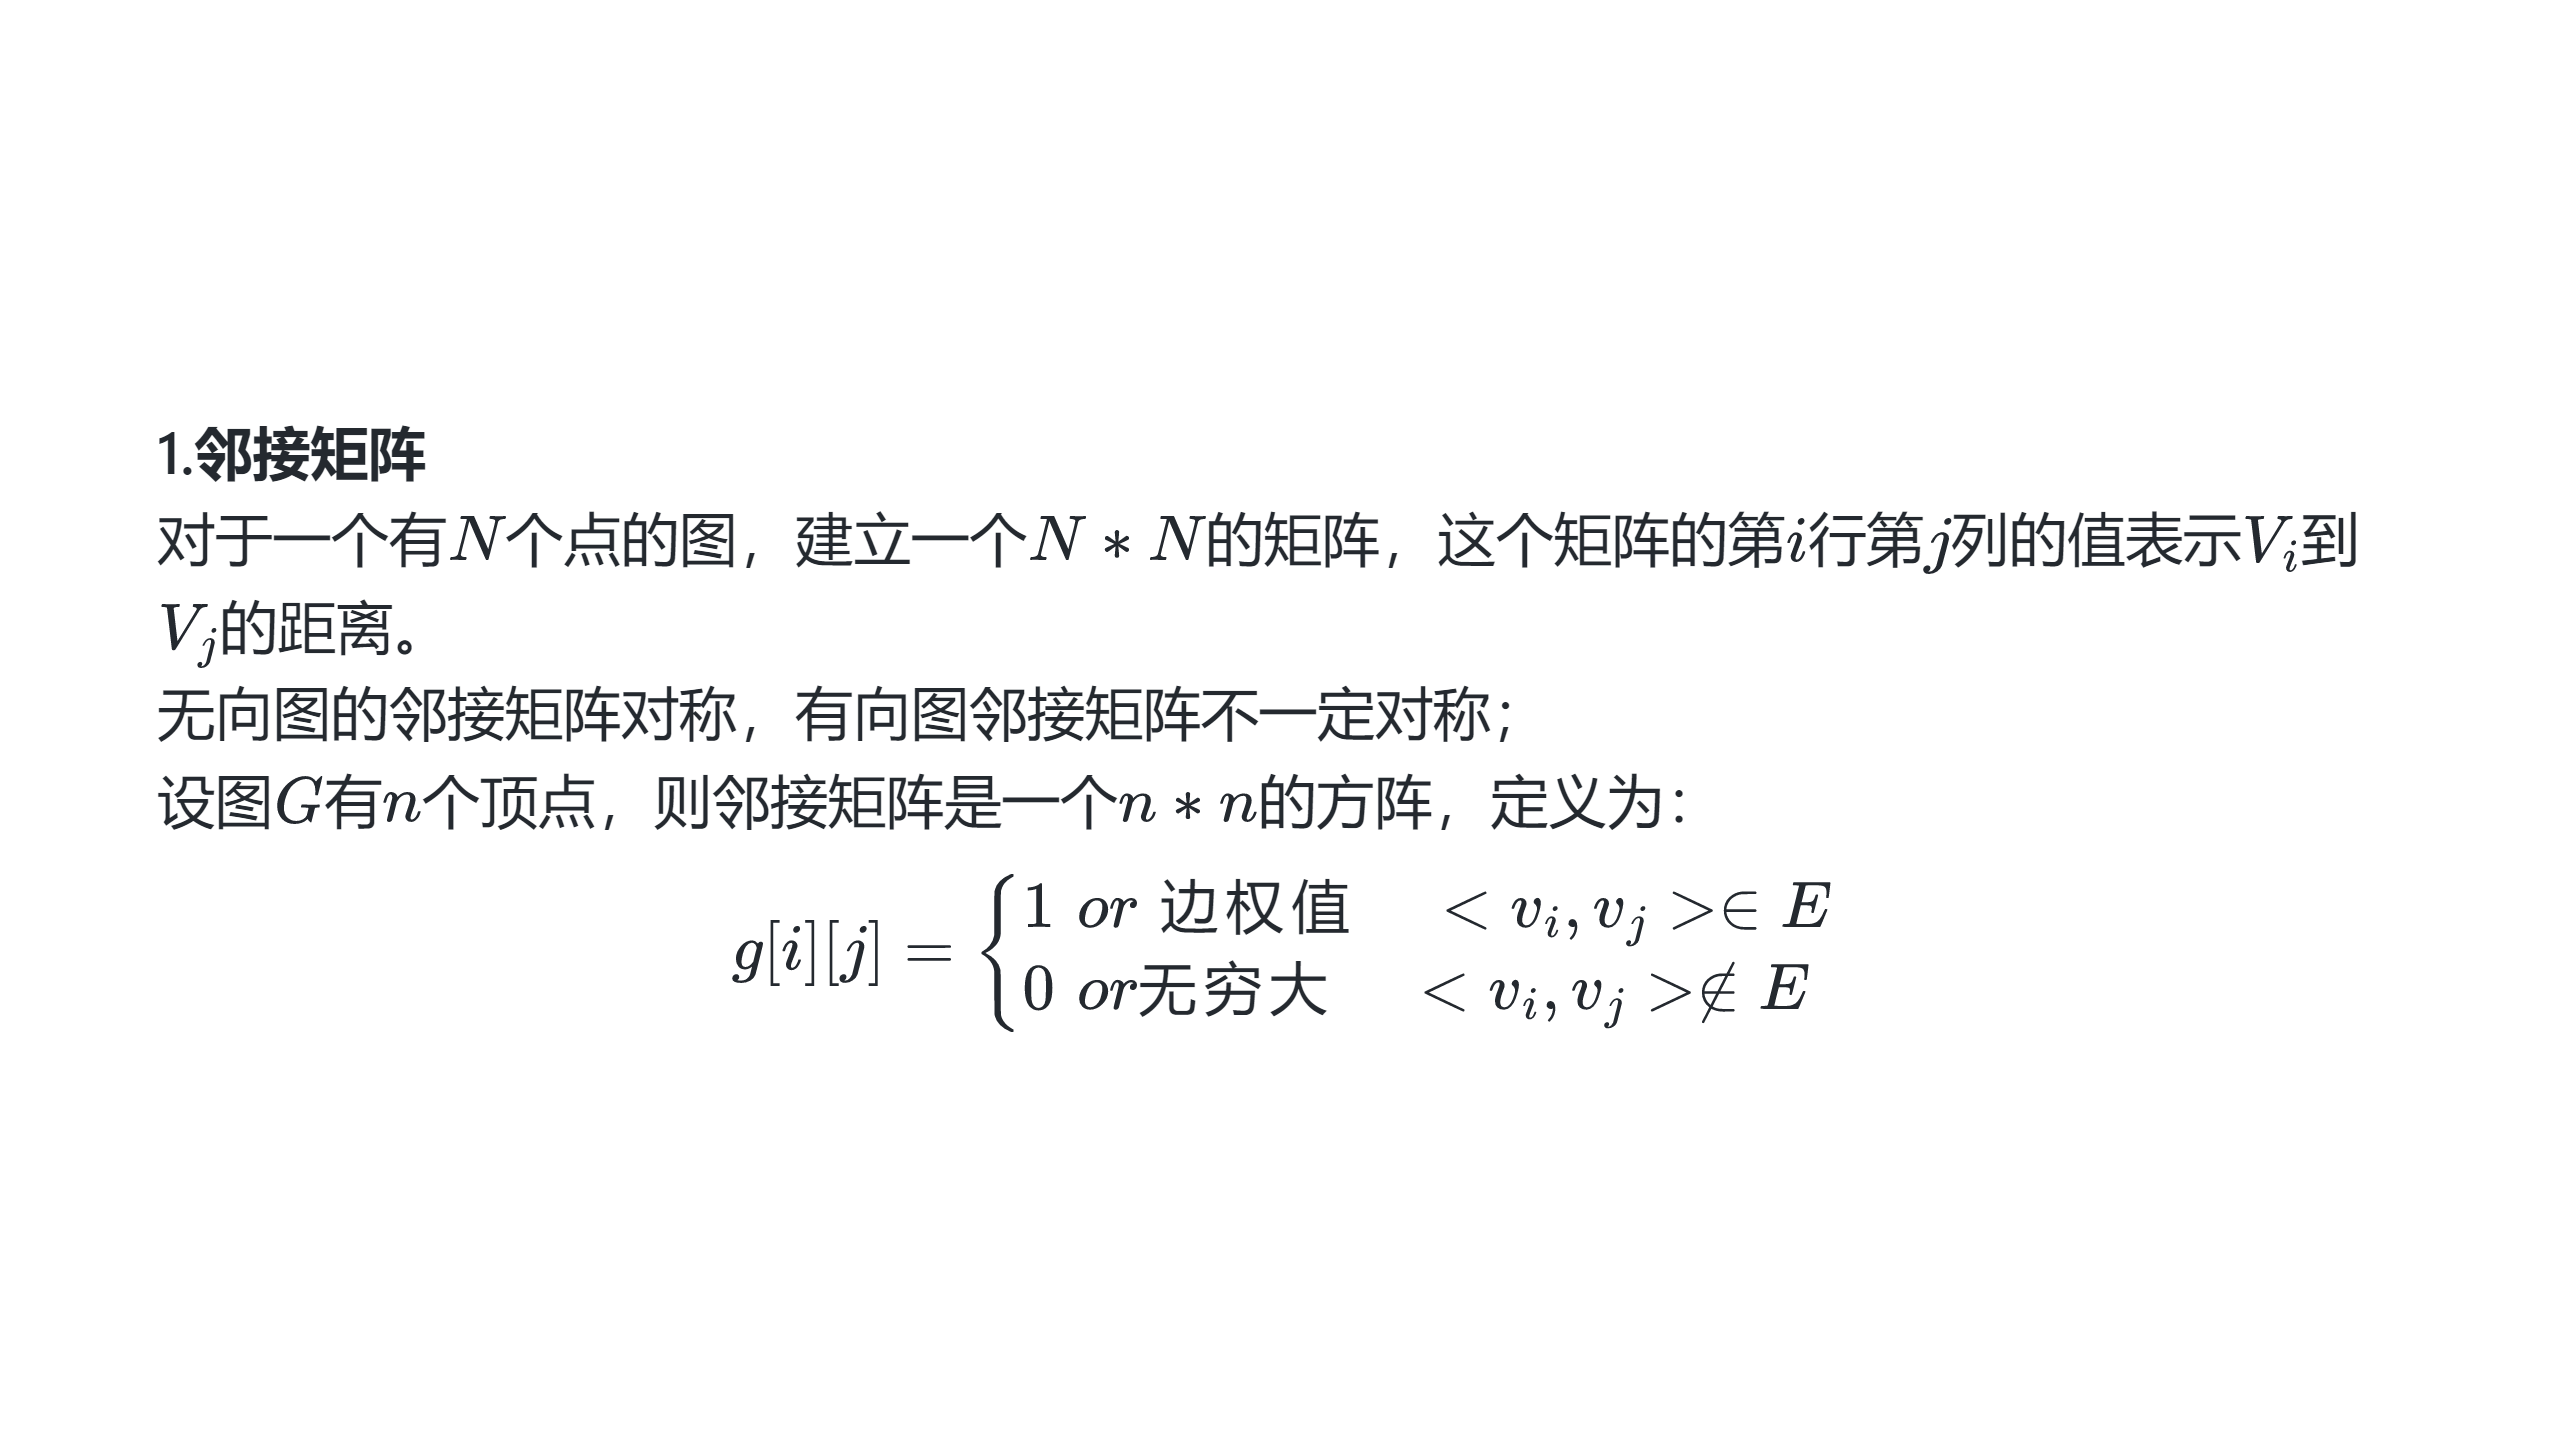 1.邻接矩阵
对于一个有N个点的图，建立一个N * N的矩阵，这个矩阵的第i行第j列的值表示V_i到
V_j的距离。
无向图的邻接矩阵对称，有向图邻接矩阵不一定对称；
设图G有n个顶点，则邻接矩阵是一个n * n的方阵，定义为：
g[i][j] = { 1 or 边权值 < v_i, v_j >∈ E
0 or无穷大 < v_i, v_j >∉ E